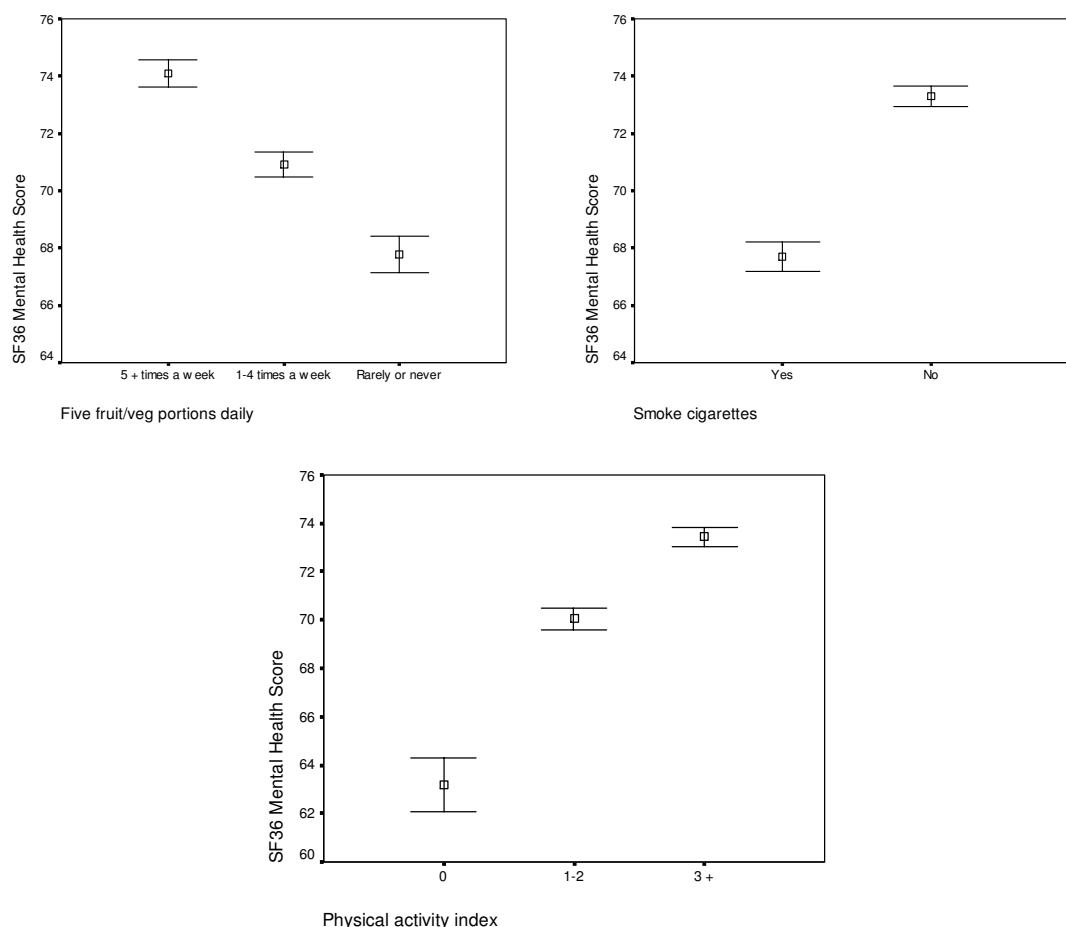 76
74
72
70
68
66
64
SF36 Mental Health Score
5 + times a week 1-4 times a week Rarely or never
Five fruit/veg portions daily
76
74
72
70
68
66
64
SF36 Mental Health Score
Yes No
Smoke cigarettes
76
74
72
70
68
66
64
62
60
SF36 Mental Health Score
0 1-2 3 +
Physical activity index